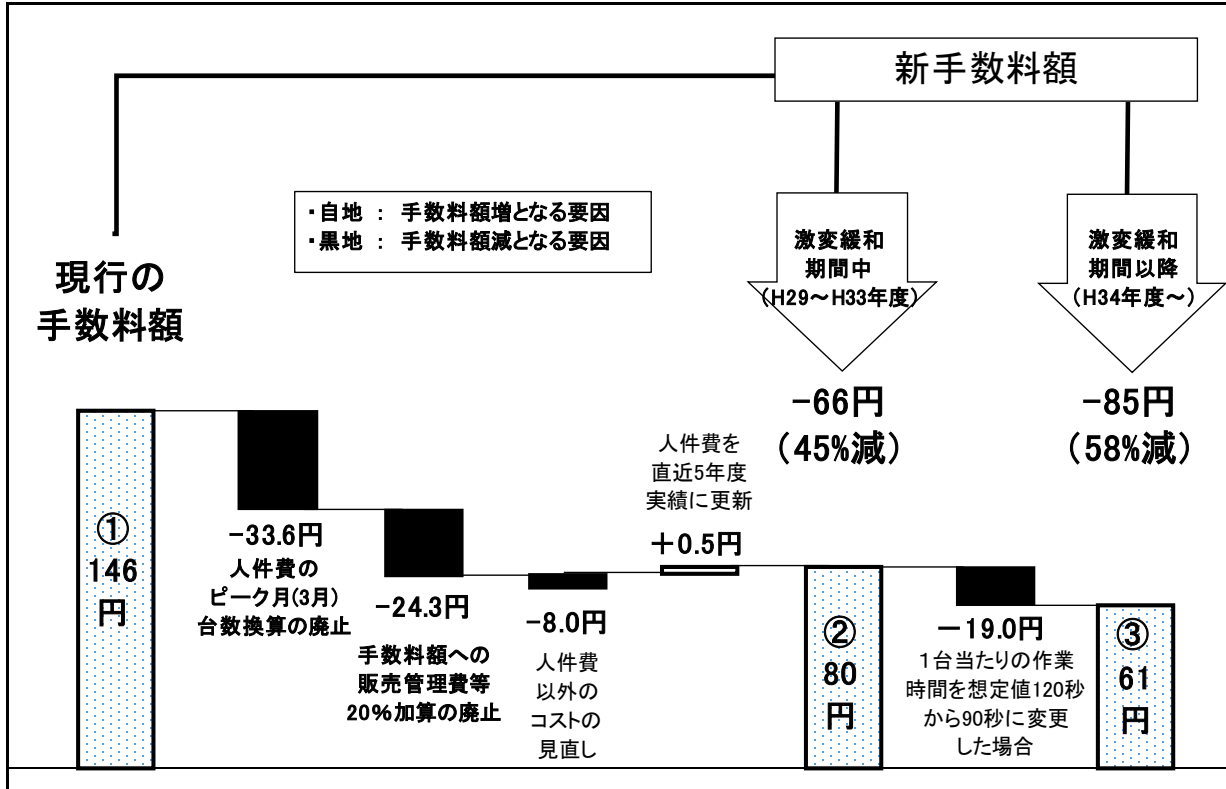 新手数料額
・自地 : 手数料額増となる要因
・黒地 : 手数料額減となる要因
現行の
手数料額
激変緩和
期間中
(H29～H33年度)
激変緩和
期間以降
(H34年度～)
-66円
(45%減)
-85円
(58%減)
①
146
円
-33.6円
人件費の
ピーク月(3月)
台数換算の廃止
-24.3円
手数料額への
販売管理費等
20%加算の廃止
-8.0円
人件費
以外の
コストの
見直し
人件費を
直近5年度
実績に更新
＋0.5円
②
80
円
－19.0円
1台当たりの作業
時間を想定値120秒
から90秒に変更
した場合
③
61
円